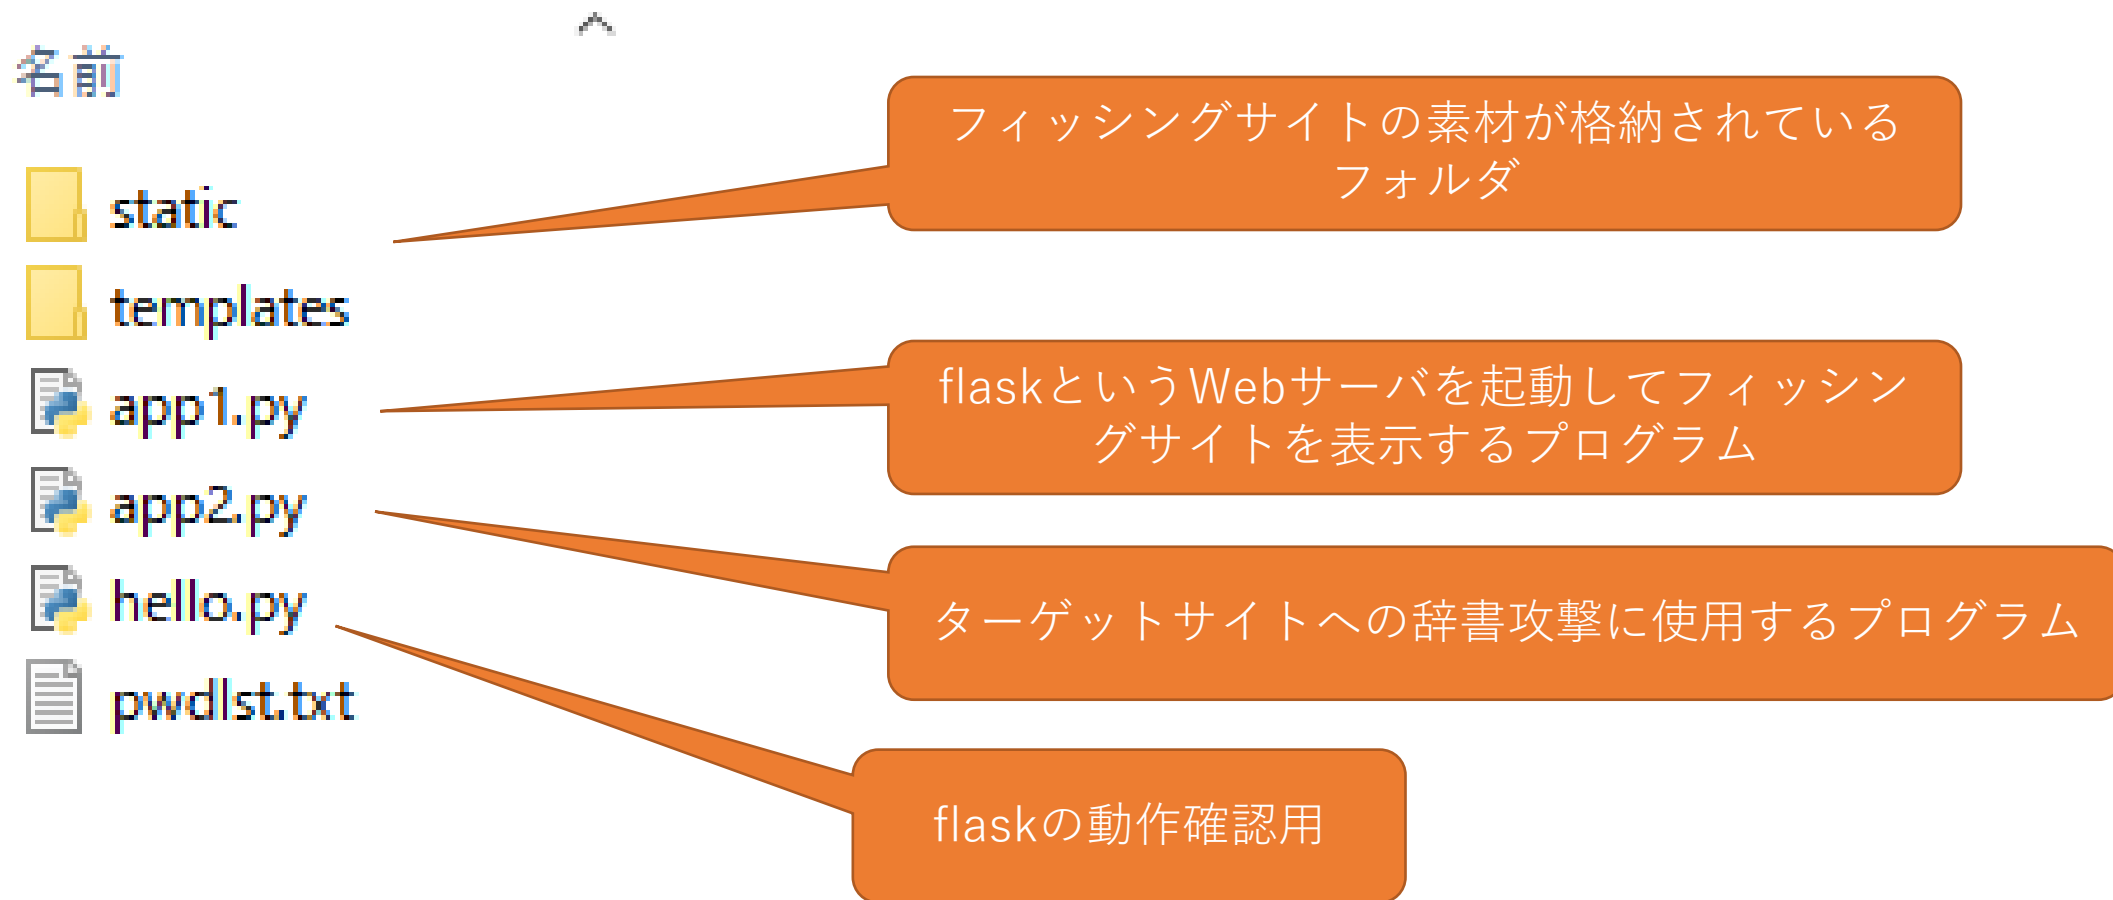 名前
static
templates
app1.py
app2.py
hello.py
pwdlst.txt
フィッシングサイトの素材が格納されている
フォルダ
flaskというWebサーバを起動してフィッシン
グサイトを表示するプログラム
ターゲットサイトへの辞書攻撃に使用するプログラム
flaskの動作確認用